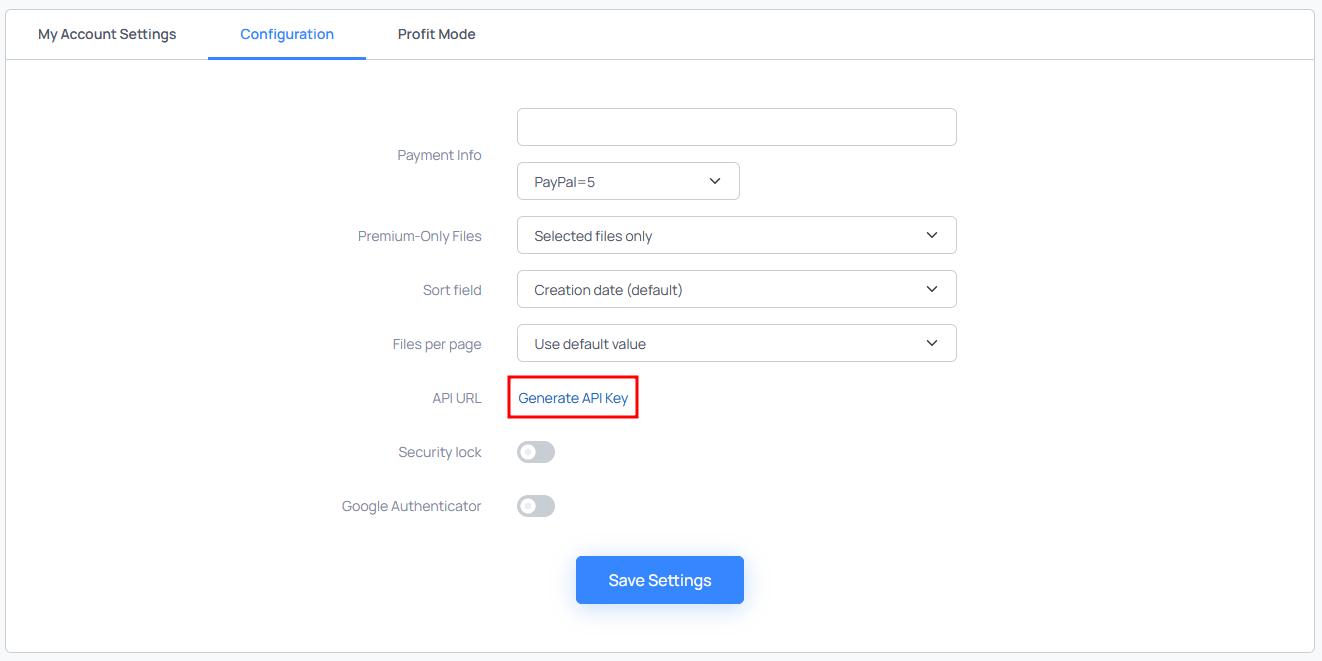 My Account Settings
Configuration
Profit Mode
Payment Info
PayPal=5
Premium-Only Files
Selected files only
Sort field
Creation date (default)
Files per page
Use default value
API URL
Generate API Key
Security lock
Google Authenticator
Save Settings